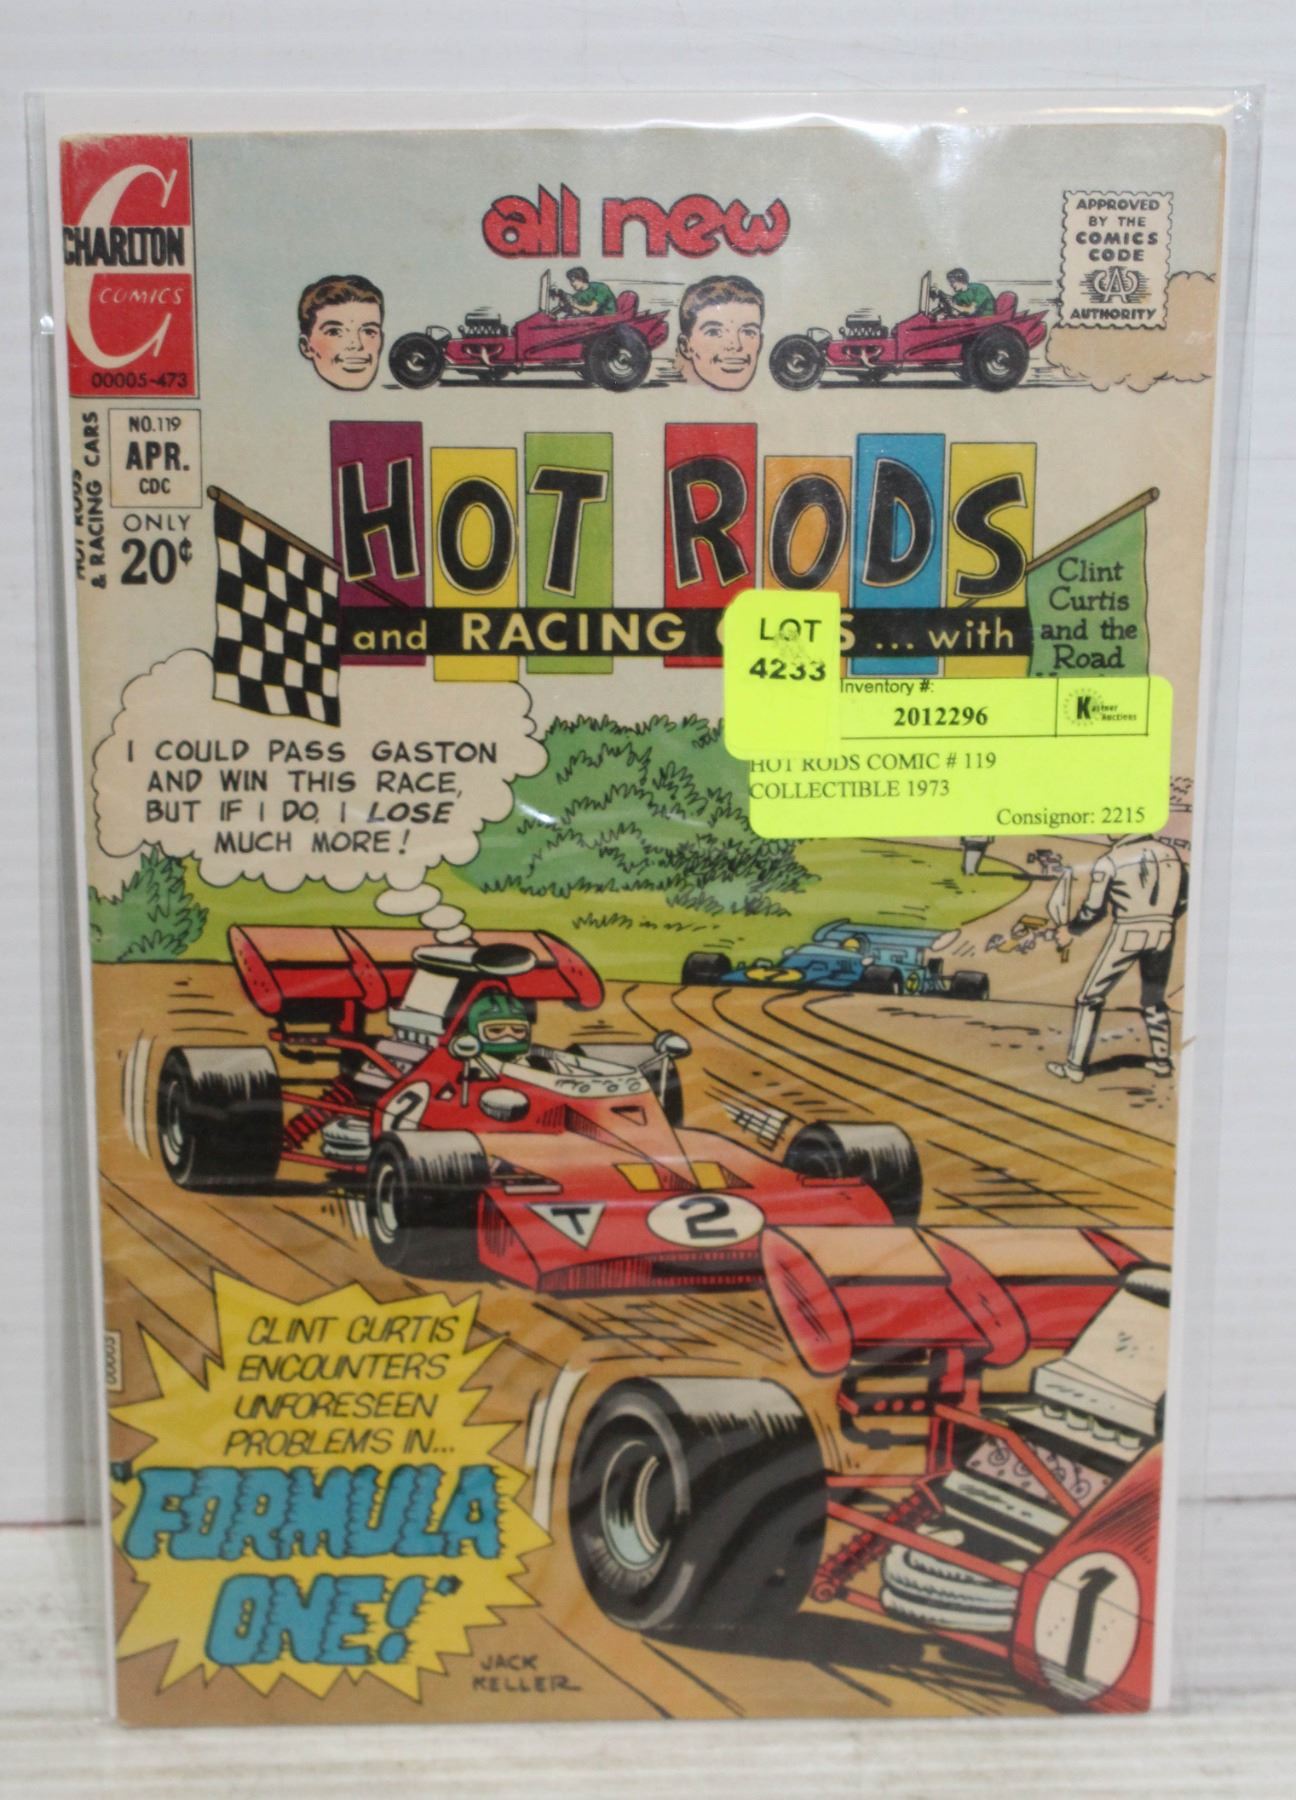 all new
CHARLTON
COMICS
00005-473
APPROVED
BY THE
COMICS
CODE
AUTHORITY
NO.119
APR.
CDC
ONLY
20¢
HOT RODS
& RACING CARS
HOT RODS
and RACING S ... with
Clint
Curtis
and the
Road
LOT
4233
Inventory #:
2012296
Kastner
Auctions
HOT RODS COMIC # 119
COLLECTIBLE 1973
Consignor: 2215
I COULD PASS GASTON
AND WIN THIS RACE,
BUT IF I DO, I LOSE
MUCH MORE!
2
T 2
1
CLINT CURTIS
ENCOUNTERS
UNFORESEEN
PROBLEMS IN...
"FORMULA
ONE!"
JACK
KELLER